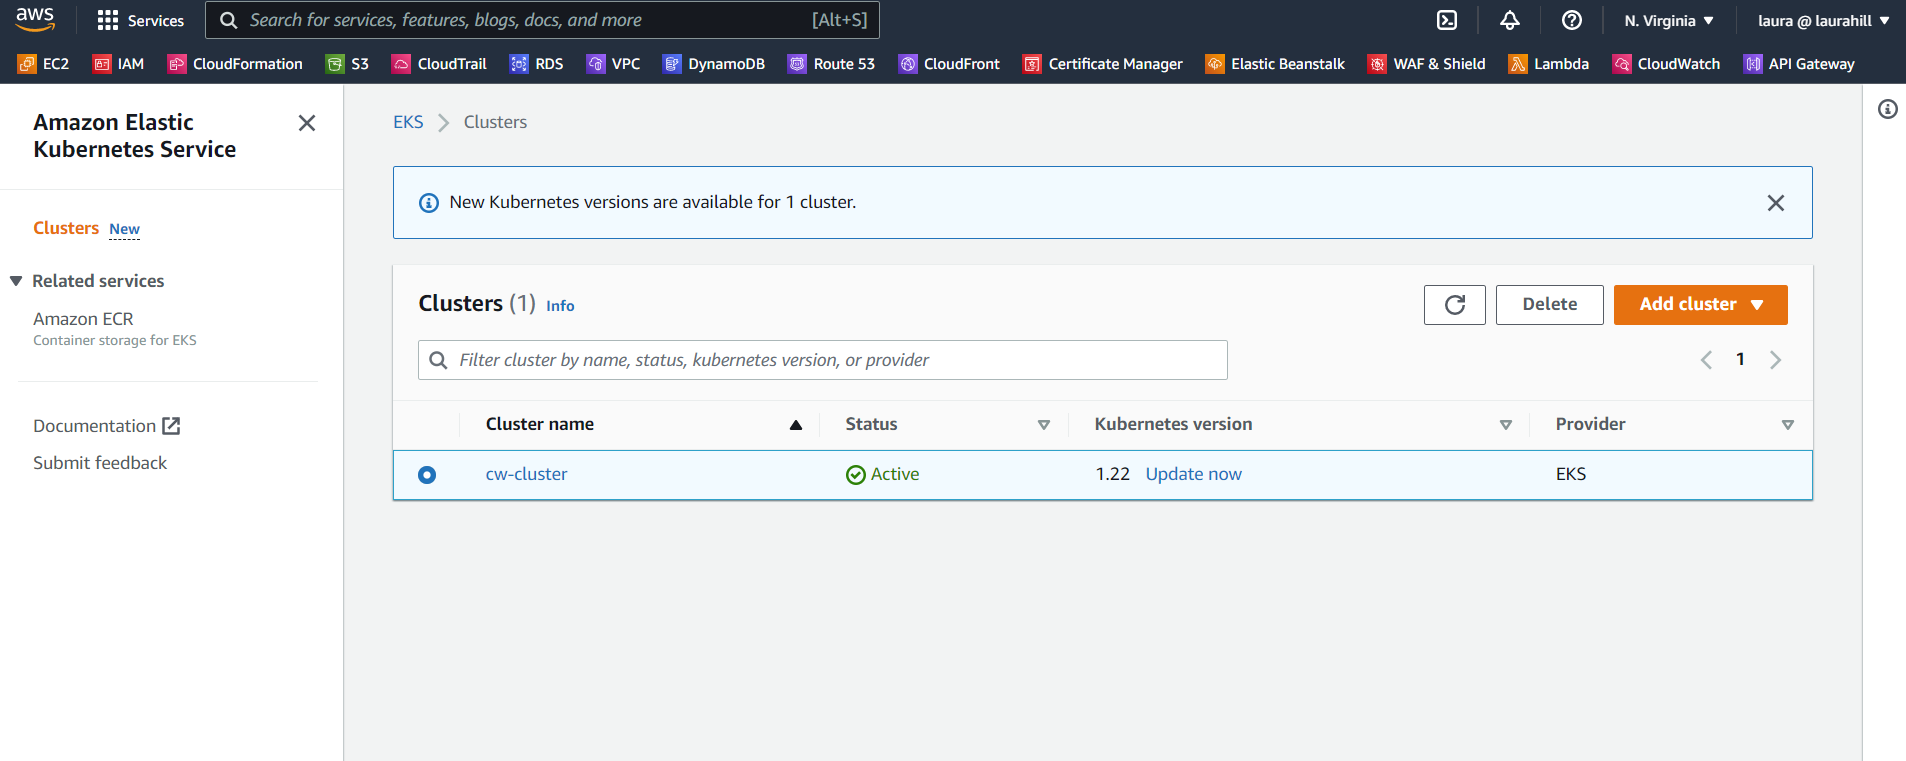 aws Services Search for services, features, blogs, docs, and more [Alt+S] N. Virginia laura @ laurahill
EC2 IAM CloudFormation S3 CloudTrail RDS VPC DynamoDB Route 53 CloudFront Certificate Manager Elastic Beanstalk WAF & Shield Lambda CloudWatch API Gateway
Amazon Elastic
Kubernetes Service
Clusters New
Related services
Amazon ECR
Container storage for EKS
Documentation
Submit feedback
EKS Clusters
New Kubernetes versions are available for 1 cluster.
Clusters (1) Info Delete Add cluster
Filter cluster by name, status, kubernetes version, or provider 1
Cluster name Status Kubernetes version Provider
cw-cluster Active 1.22 Update now EKS